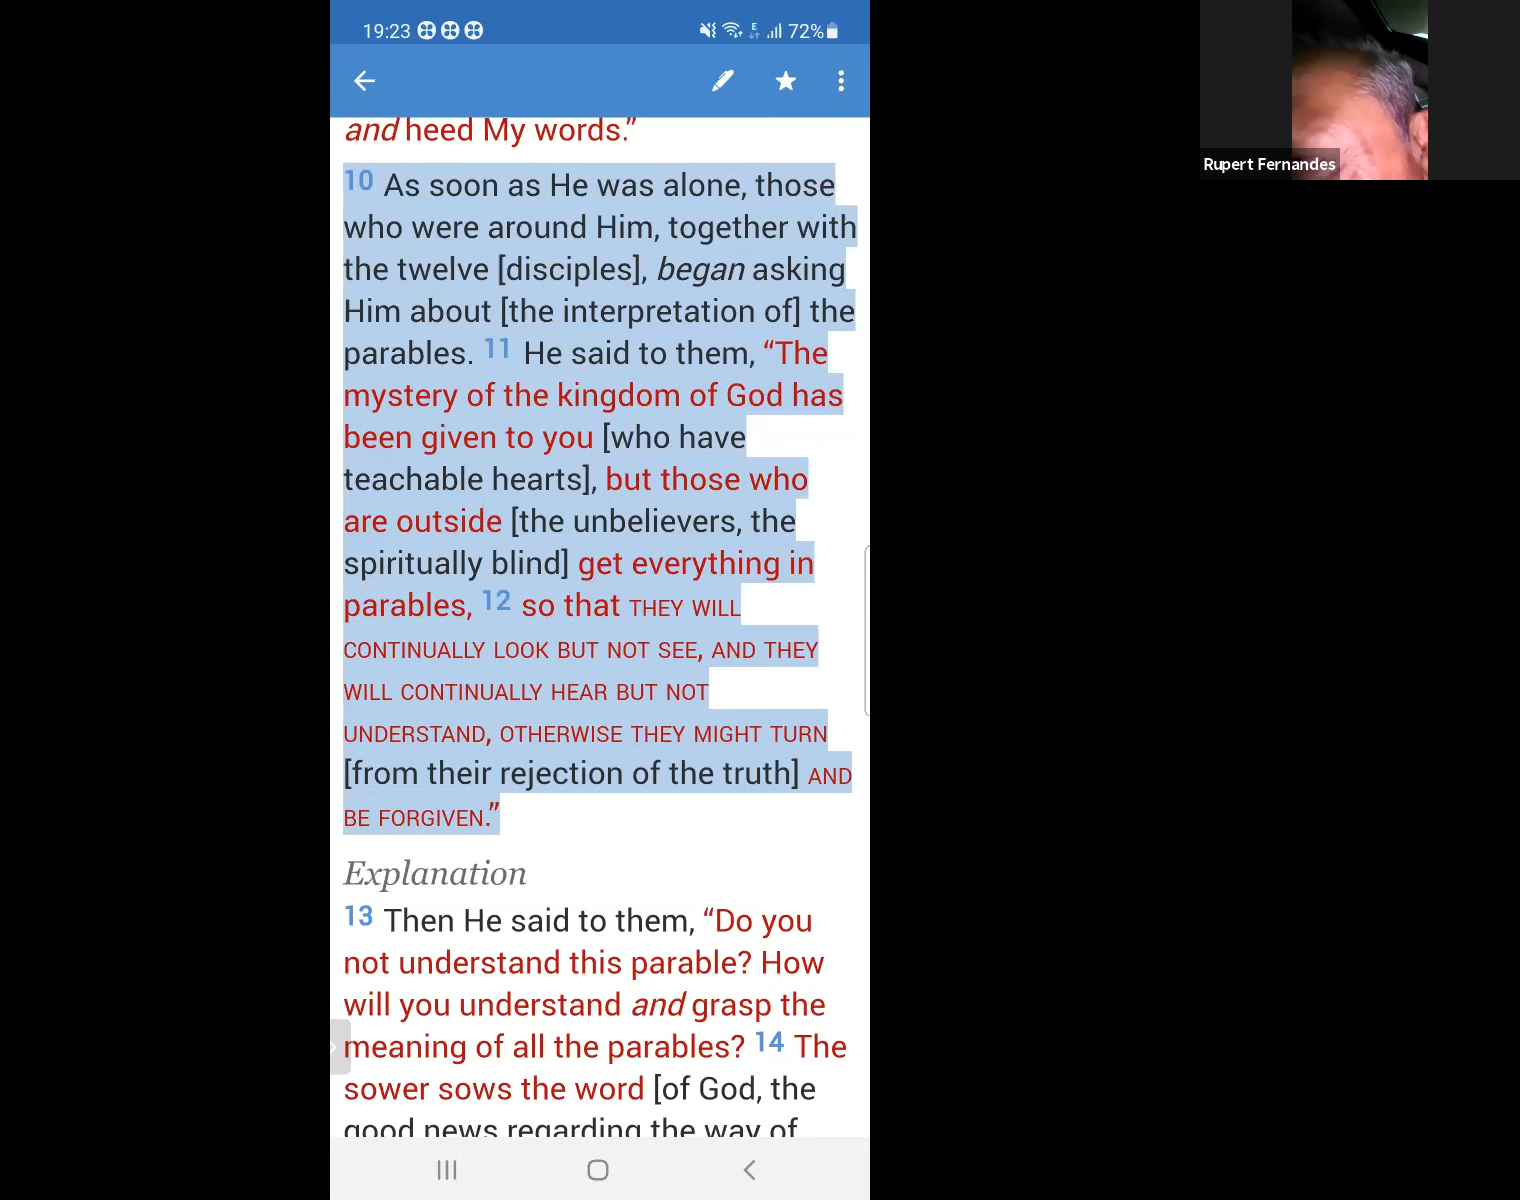 19:23
E
72%
Rupert Fernandes
and heed My words.”
10 As soon as He was alone, those
who were around Him, together with
the twelve [disciples], began asking
Him about [the interpretation of] the
parables. 11 He said to them, “The
mystery of the kingdom of God has
been given to you [who have
teachable hearts], but those who
are outside [the unbelievers, the
spiritually blind] get everything in
parables, 12 so that THEY WILL
CONTINUALLY LOOK BUT NOT SEE, AND THEY
WILL CONTINUALLY HEAR BUT NOT
UNDERSTAND, OTHERWISE THEY MIGHT TURN
[from their rejection of the truth] AND
BE FORGIVEN.”
Explanation
13 Then He said to them, “Do you
not understand this parable? How
will you understand and grasp the
meaning of all the parables? 14 The
sower sows the word [of God, the
good news regarding the way of